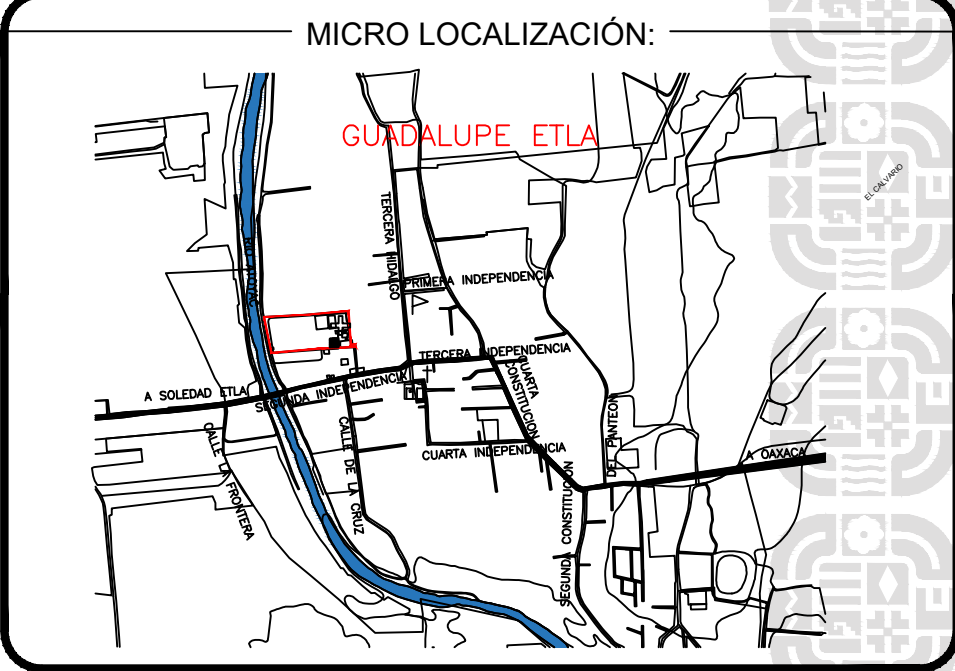 MICRO LOCALIZACIÓN:
GUADALUPE ETLA
EL CALVARIO
TERCERA HIDALGO
PRIMERA INDEPENDENCIA
TERCERA INDEPENDENCIA
CUARTA
CONSTITUCION
A SOLEDAD ETLA
SEGUNDA INDEPENDENCIA
CALLE LA FRONTERA
CALLE DE LA CRUZ
CUARTA INDEPENDENCIA
DEL PANTEON
A OAXACA
SEGUNDA CONSTITUCION